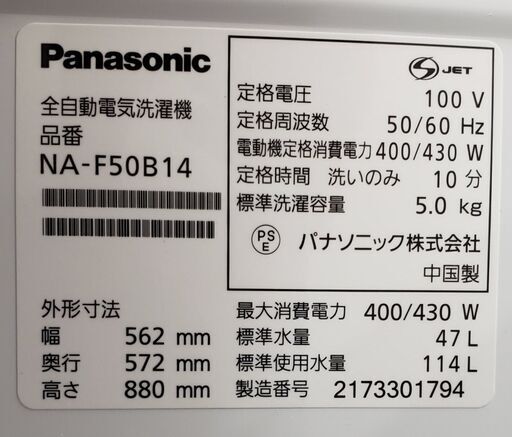 Panasonic
全自動電気洗濯機
品番
NA-F50B14
外形寸法
幅 562 mm
奥行 572 mm
高さ 880 mm
S JET
定格電圧 100 V
定格周波数 50/60 Hz
電動機定格消費電力 400/430 W
定格時間 洗いのみ 10 分
標準洗濯容量 5.0 kg
PS
E
パナソニック株式会社
中国製
最大消費電力 400/430 W
標準水量 47 L
標準使用水量 114 L
製造番号 2173301794